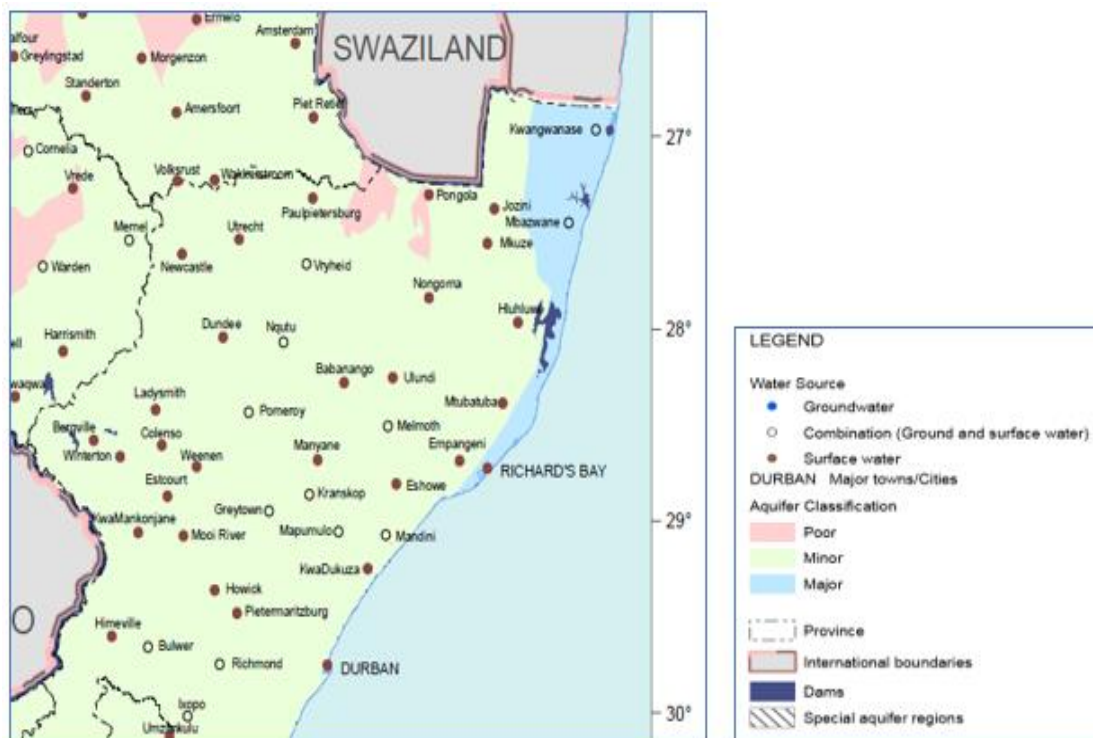 Ermelo
alfour
Greylingstad
Morgenzon
Amsterdam
SWAZILAND
Standerton
Amersfoort
Piet Retief
Kwangwanase
27°
Cornelia
Vrede
Volksrust
Wakkerstroom
Paulpietersburg
Pongola
Jozini
Mbazwane
Memel
Utrecht
Mkuze
Warden
Newcastle
Vryheid
Nongoma
Hluhluwe
28°
Harrismith
Dundee
Nqutu
Babanango
Ulundi
Mtubatuba
Ladysmith
Pomeroy
Melmoth
Bergville
Colenso
Winterton
Weenen
Manyane
Empangeni
RICHARD'S BAY
Estcourt
Kranskop
Eshowe
KwaMankonjane
Greytown
Mooi River
Mapumulo
Mandini
29°
KwaDukuza
Howick
Pietermaritzburg
Himeville
Bulwer
Richmond
DURBAN
Ixopo
Umzimkulu
30°
O
LEGEND
Water Source
Groundwater
Combination (Ground and surface water)
Surface water
DURBAN Major towns/Cities
Aquifer Classification
Poor
Minor
Major
Province
International boundaries
Dams
Special aquifer regions